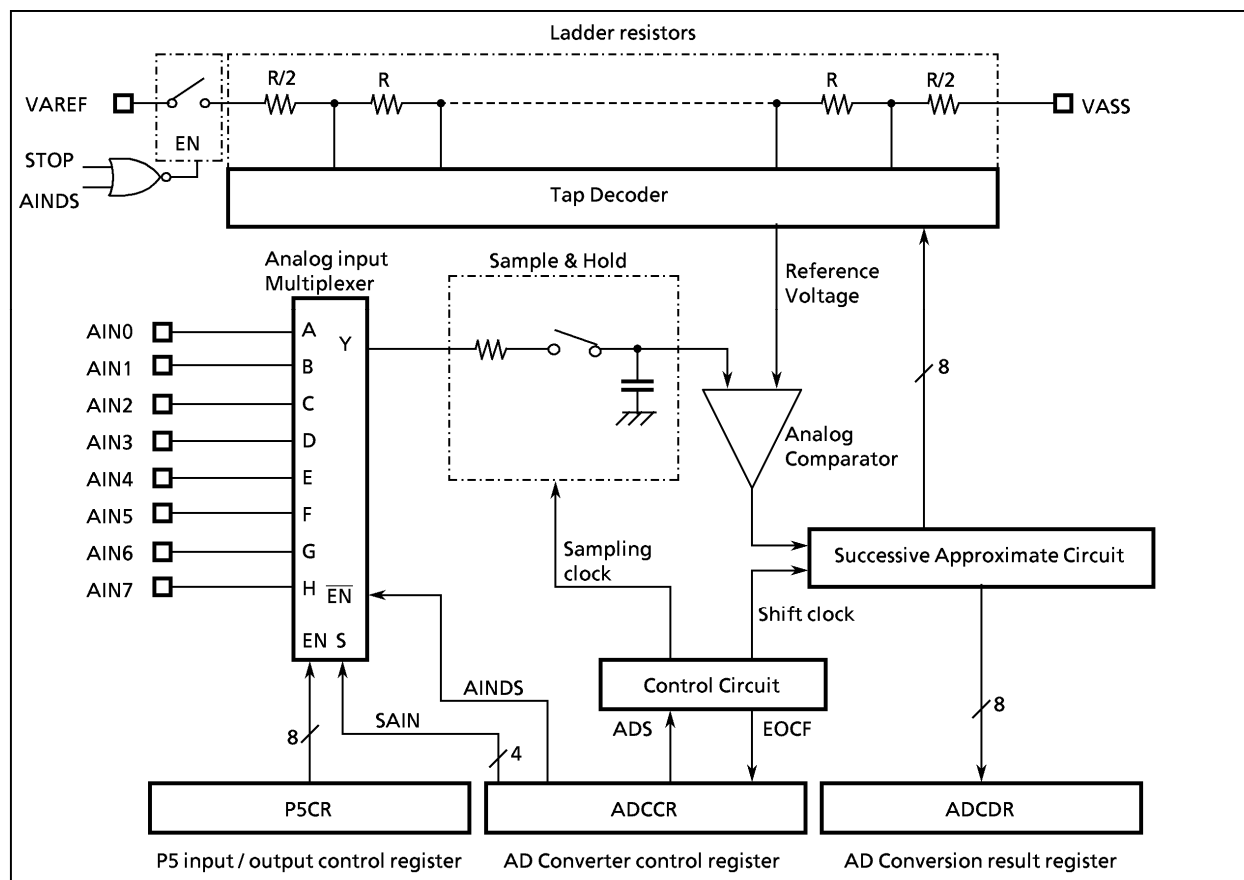 Ladder resistors
R/2
R
R
R/2
VAREF
VASS
EN
STOP
AINDS
Tap Decoder
Analog input
Multiplexer
Sample & Hold
Reference
Voltage
AIN0
A
Y
AIN1
B
8
AIN2
C
AIN3
D
Analog
Comparator
AIN4
E
AIN5
F
AIN6
G
Sampling
clock
Successive Approximate Circuit
AIN7
H
EN
Shift clock
EN S
Control Circuit
AINDS
SAIN
8
4
ADS
EOCF
8
P5CR
ADCCR
ADCDR
P5 input / output control register
AD Converter control register
AD Conversion result register